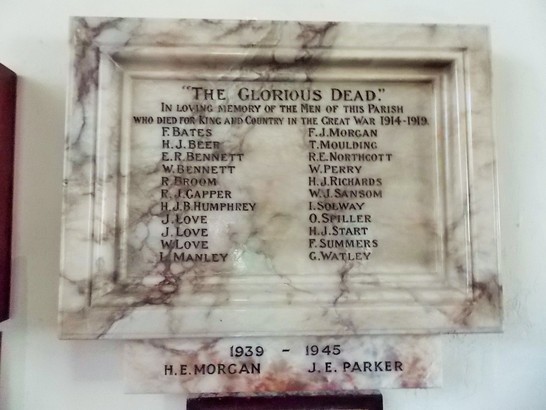 "THE GLORIOUS DEAD."
IN LOVING MEMORY OF THE MEN OF THIS PARISH
WHO DIED FOR KING AND COUNTRY IN THE GREAT WAR 1914-1919.
F. BATES F.J. MORGAN
H.J. BEER T. MOULDING
E.R. BENNETT R.E. NORTHCOTT
W. BENNETT W. PERRY
R. BROOM H.J. RICHARDS
R.J. GAPPER W.J. SANSOM
H.J.B. HUMPHREY I. SOLWAY
J. LOVE O. SPILLER
J. LOVE H.J. START
W. LOVE F. SUMMERS
L. MANLEY G. WATLEY
1939 - 1945
H.E. MORGAN J.E. PARKER